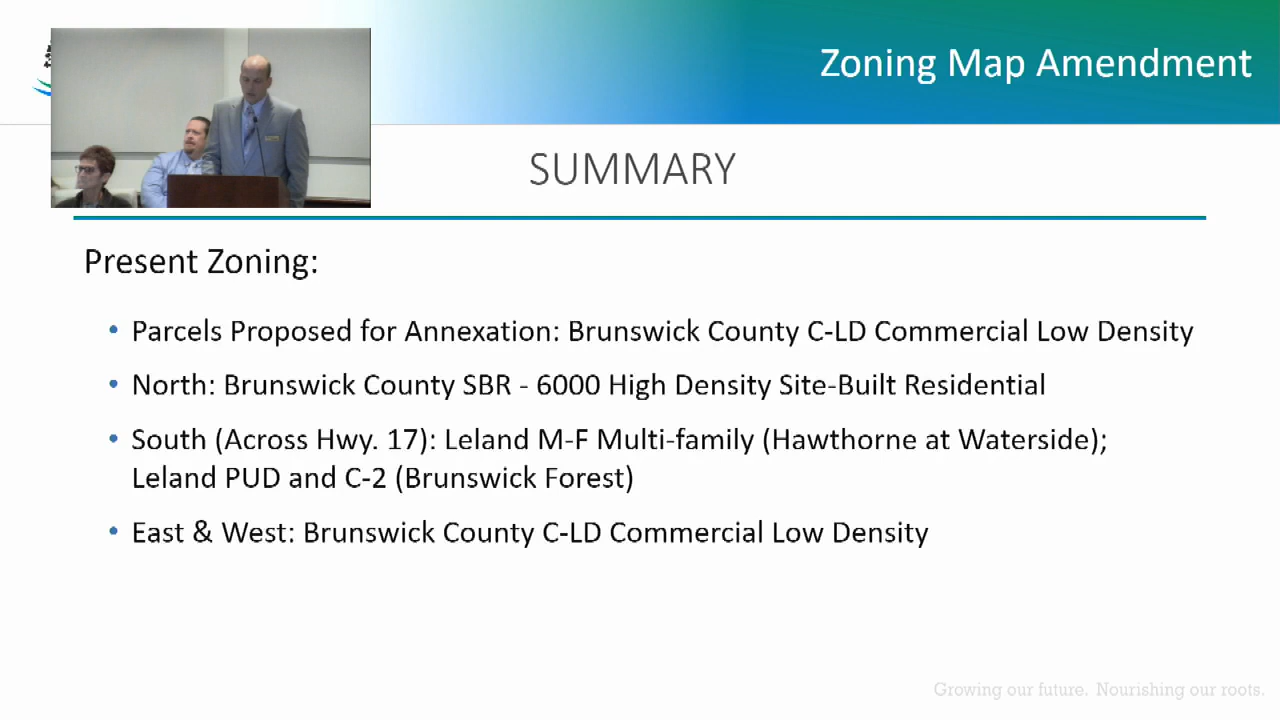 Zoning Map Amendment
SUMMARY
Present Zoning:
• Parcels Proposed for Annexation: Brunswick County C-LD Commercial Low Density
• North: Brunswick County SBR - 6000 High Density Site-Built Residential
• South (Across Hwy. 17): Leland M-F Multi-family (Hawthorne at Waterside);
Leland PUD and C-2 (Brunswick Forest)
• East & West: Brunswick County C-LD Commercial Low Density
Growing our future. Nourishing our roots.